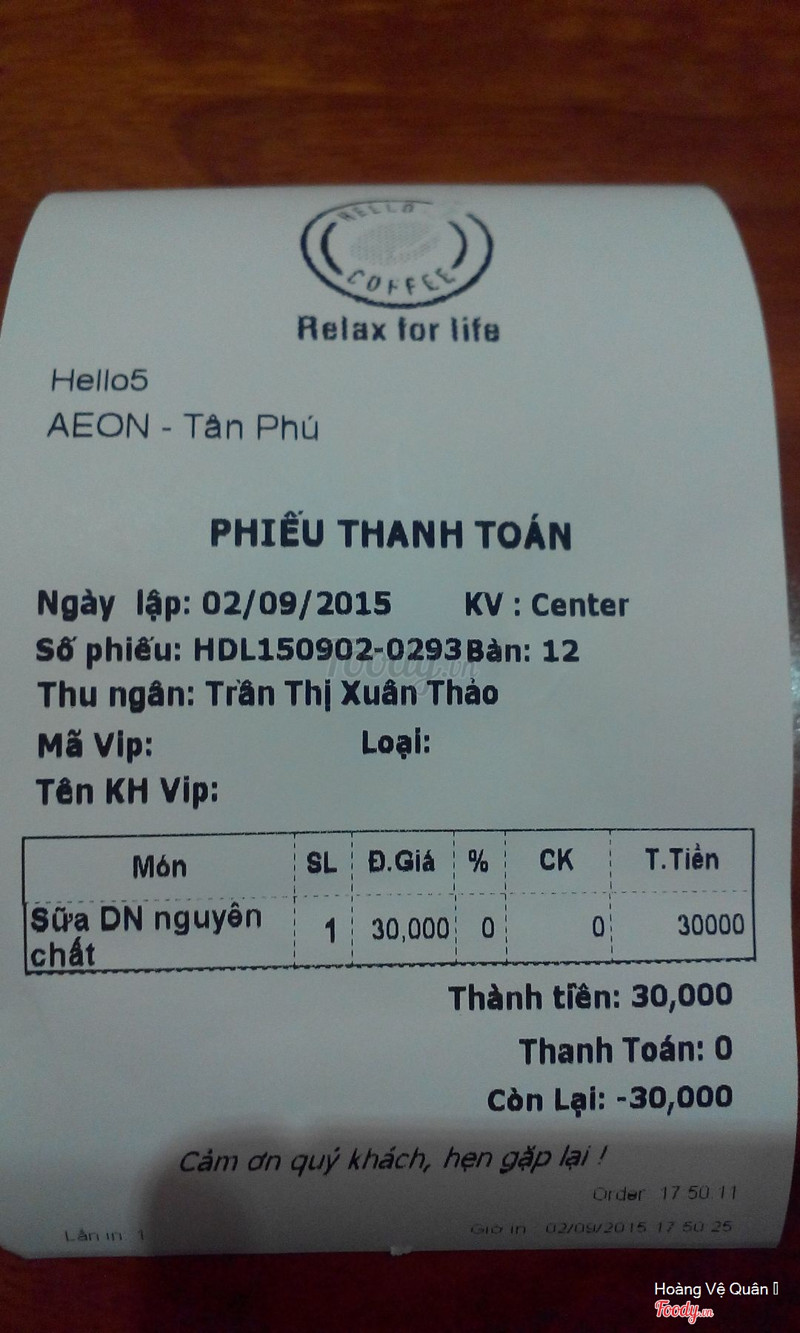 HELLO
COFFEE
Relax for life
Hello5
AEON - Tân Phú
PHIẾU THANH TOÁN
Ngày lập: 02/09/2015 KV : Center
Số phiếu: HDL150902-0293 Bàn: 12
Foody.vn
Thu ngân: Trần Thị Xuân Thảo
Mã Vip: Loại:
Tên KH Vip:
Món SL Đ.Giá % CK T.Tiền
Sữa DN nguyên 1 30,000 0 0 30000
chất
Thành tiền: 30,000
Thanh Toán: 0
Còn Lại: -30,000
Cảm ơn quý khách, hẹn gặp lại !
Order 17 50 11
Lần in 1 Giờ in 02/09/2015 17 50 25
Hoàng Vệ Quân
Foody.vn